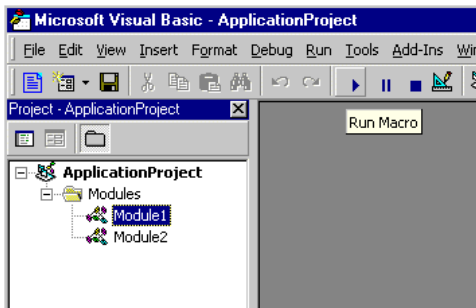 Microsoft Visual Basic - ApplicationProject
File Edit View Insert Format Debug Run Tools Add-Ins
Project - ApplicationProject
Run Macro
ApplicationProject
Modules
Module1
Module2